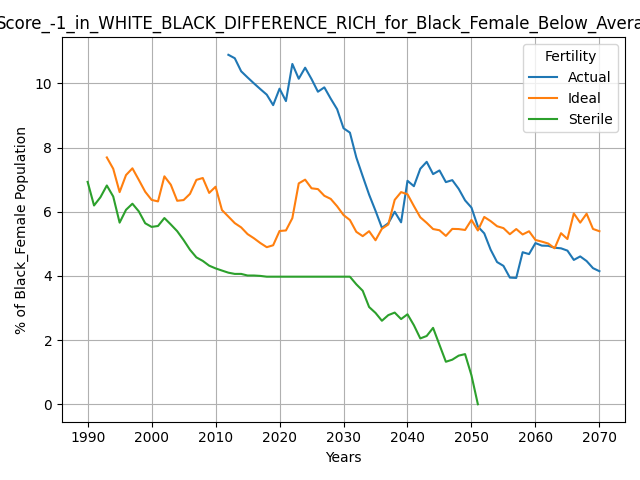 Score_-1_in_WHITE_BLACK_DIFFERENCE_RICH_for_Black_Female_Below_Avera
Fertility
Actual
Ideal
Sterile
% of Black_Female Population
10
8
6
4
2
0
1990 2000 2010 2020 2030 2040 2050 2060 2070
Years